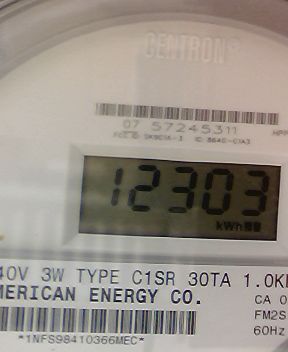 CENTRON®
07 57245311
12303
kWh
40V 3W TYPE C1SR 30TA 1.0K
MERICAN ENERGY CO.
CA 0
FM2S
60Hz
*1NFS98410366MEC*